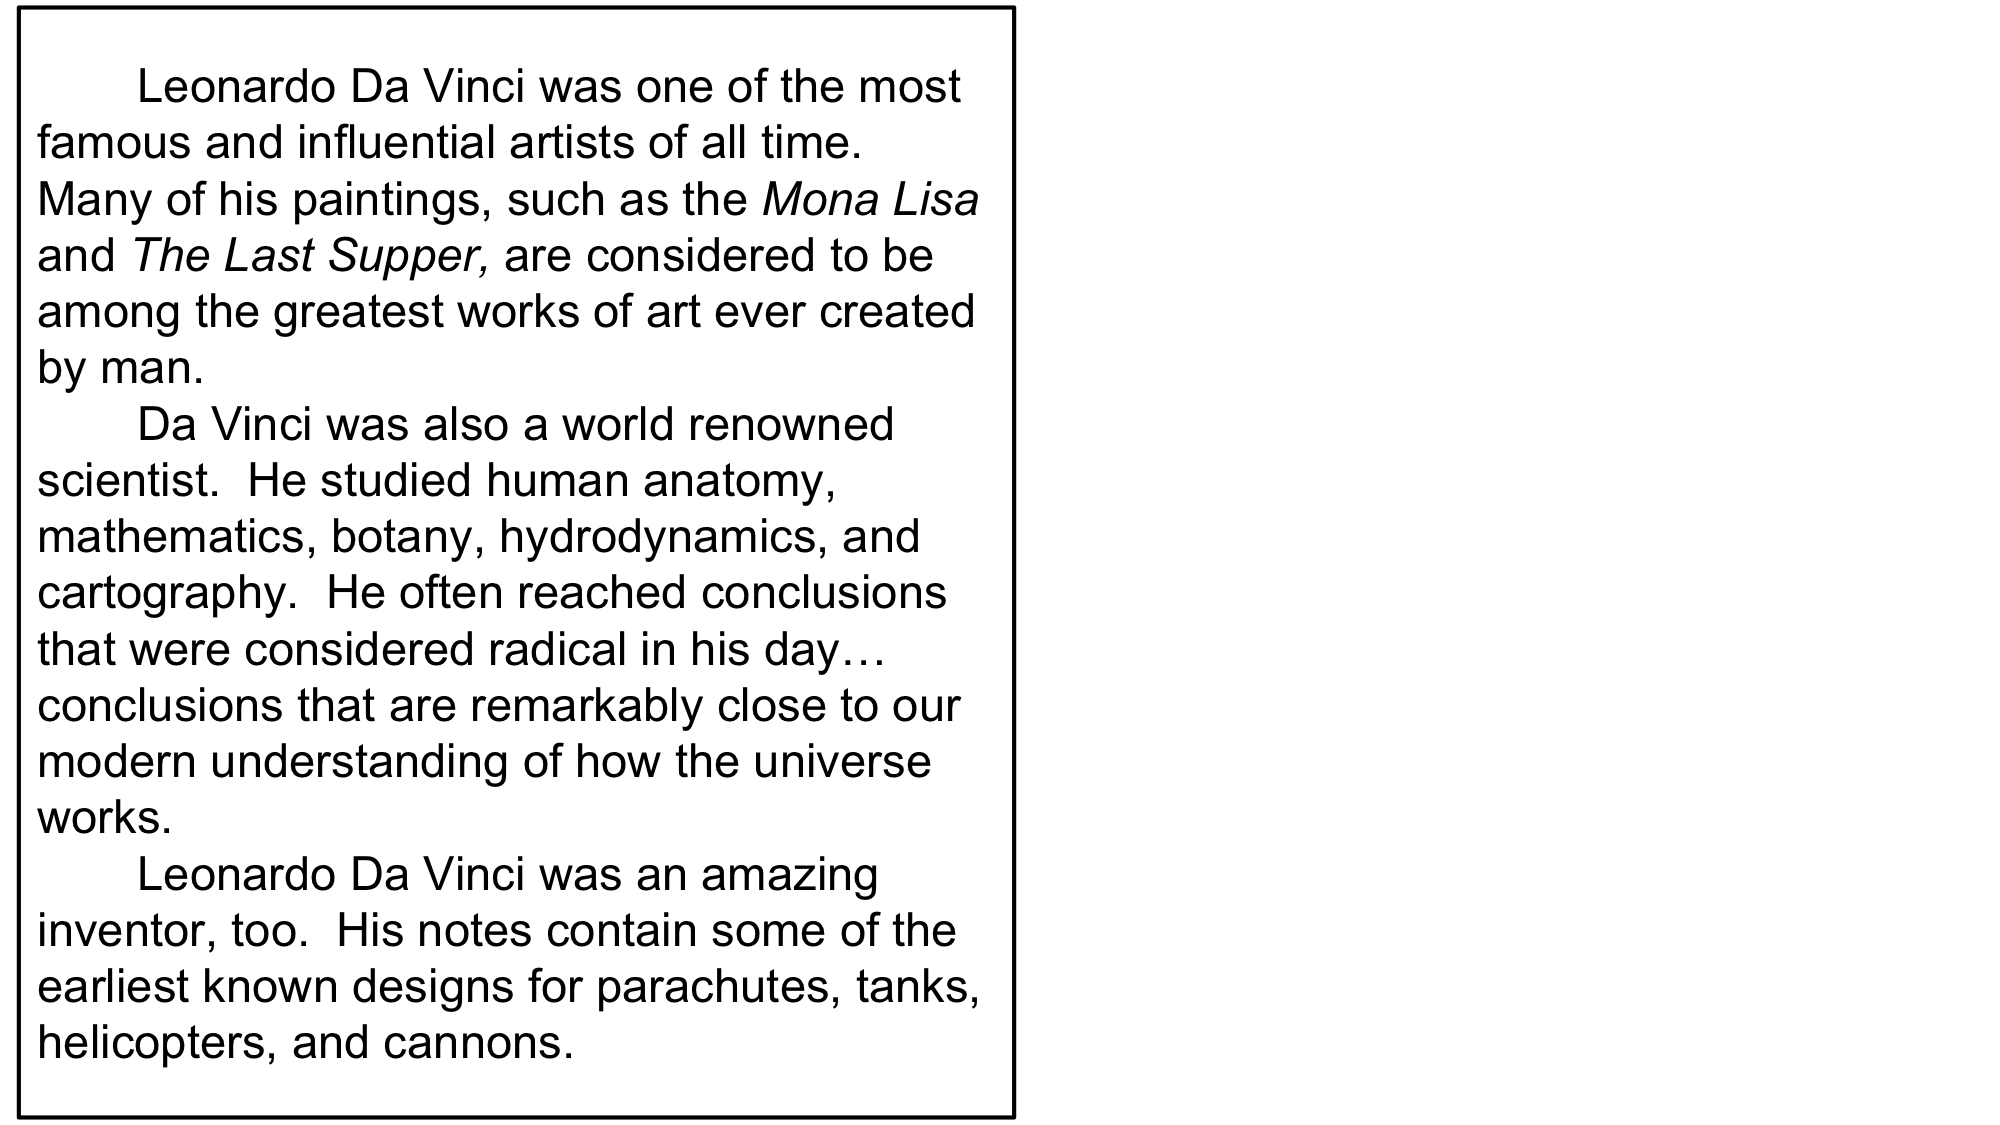 Leonardo Da Vinci was one of the most
famous and influential artists of all time.
Many of his paintings, such as the Mona Lisa
and The Last Supper, are considered to be
among the greatest works of art ever created
by man.
Da Vinci was also a world renowned
scientist.  He studied human anatomy,
mathematics, botany, hydrodynamics, and
cartography.  He often reached conclusions
that were considered radical in his day…
conclusions that are remarkably close to our
modern understanding of how the universe
works.
Leonardo Da Vinci was an amazing
inventor, too.  His notes contain some of the
earliest known designs for parachutes, tanks,
helicopters, and cannons.